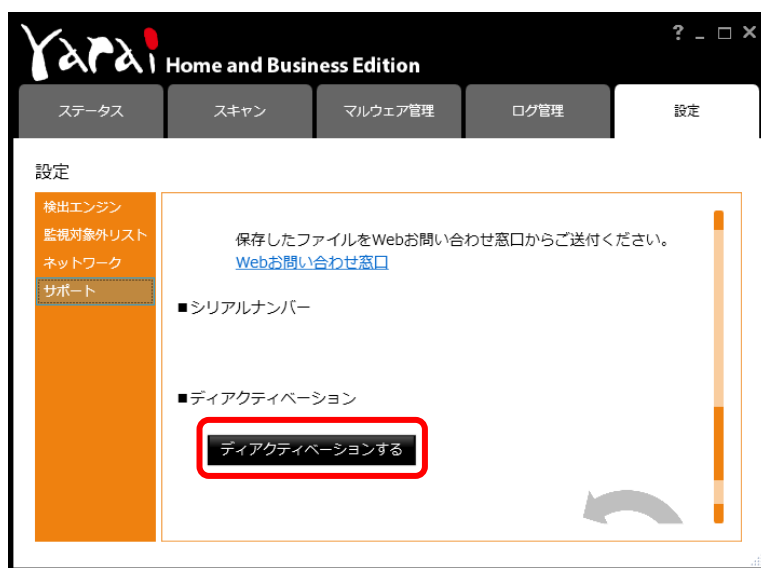 Yarai Home and Business Edition
? _ □ ×
ステータス スキャン マルウェア管理 ログ管理 設定
設定
検出エンジン
監視対象外リスト
ネットワーク
サポート
保存したファイルをWebお問い合わせ窓口からご送付ください。
Webお問い合わせ窓口
■シリアルナンバー
■ディアクティベーション
ディアクティベーションする